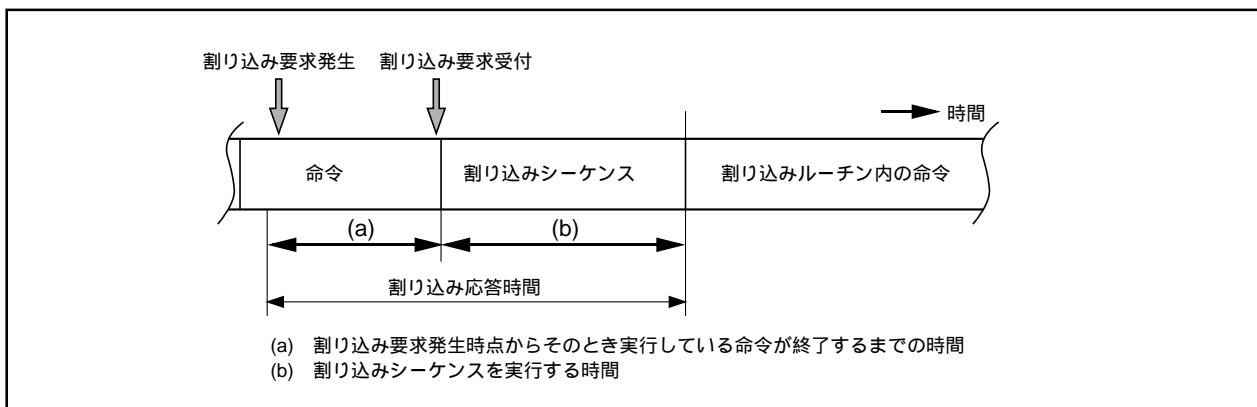 割り込み要求発生 割り込み要求受付
時間
命令 割り込みシーケンス 割り込みルーチン内の命令
(a) (b)
割り込み応答時間
(a) 割り込み要求発生時点からそのとき実行している命令が終了するまでの時間
(b) 割り込みシーケンスを実行する時間